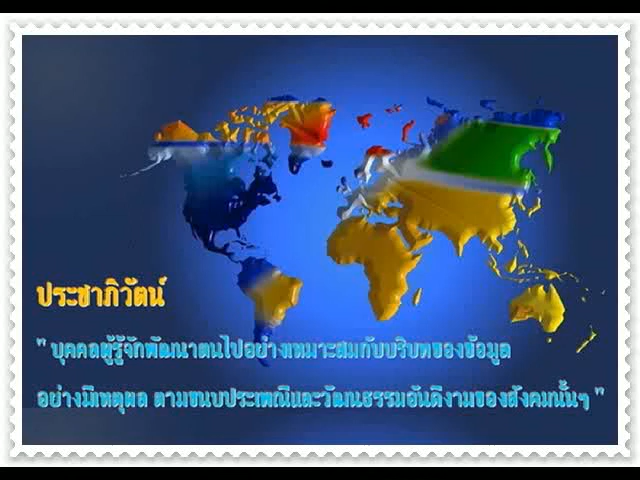 ประชาภิวัตน์
" บุคคลผู้รู้จักพัฒนาตนไปอย่างเหมาะสมกับบริบทของข้อมูล
อย่างมีเหตุผล ตามขนบประเพณีและวัฒนธรรมอันดีงามของสังคมนั้นๆ "